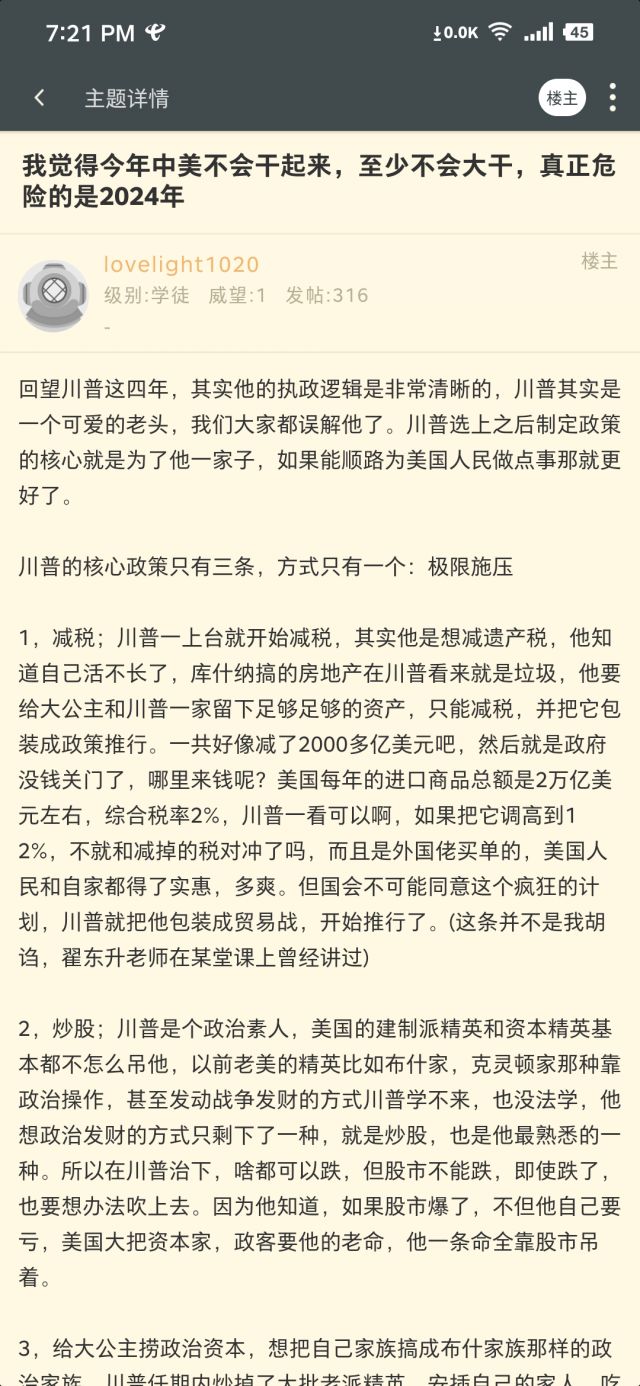 7:21 PM
0.0K
45
主题详情
楼主
我觉得今年中美不会干起来，至少不会大干，真正危
险的是2024年
lovelight1020
楼主
级别:学徒 威望:1 发帖:316
-
回望川普这四年，其实他的执政逻辑是非常清晰的，川普其实是
一个可爱的老头，我们大家都误解他了。川普选上之后制定政策
的核心就是为了他一家子，如果能顺路为美国人民做点事那就更
好了。
川普的核心政策只有三条，方式只有一个：极限施压
1，减税；川普一上台就开始减税，其实他是想减遗产税，他知
道自己活不长了，库什纳搞的房地产在川普看来就是垃圾，他要
给大公主和川普一家留下足够足够的资产，只能减税，并把它包
装成政策推行。一共好像减了2000多亿美元吧，然后就是政府
没钱关门了，哪里来钱呢？美国每年的进口商品总额是2万亿美
元左右，综合税率2%，川普一看可以啊，如果把它调高到1
2%，不就和减掉的税对冲了吗，而且是外国佬买单的，美国人
民和自家都得了实惠，多爽。但国会不可能同意这个疯狂的计
划，川普就把他包装成贸易战，开始推行了。(这条并不是我胡
诌，翟东升老师在某堂课上曾经讲过)
2，炒股；川普是个政治素人，美国的建制派精英和资本精英基
本都不怎么吊他，以前老美的精英比如布什家，克灵顿家那种靠
政治操作，甚至发动战争发财的方式川普学不来，也没法学，他
想政治发财的方式只剩下了一种，就是炒股，也是他最熟悉的一
种。所以在川普治下，啥都可以跌，但股市不能跌，即使跌了，
也要想办法吹上去。因为他知道，如果股市爆了，不但他自己要
亏，美国大把资本家，政客要他的老命，他一条命全靠股市吊
着。
3，给大公主捞政治资本，想把自己家族搞成布什家族那样的政
治家族，川普任期内炒掉了大批老派精英，安插自己的家人，吃